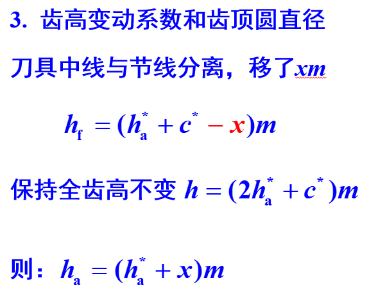 3. 齿高变动系数和齿顶圆直径
刀具中线与节线分离，移了xm
h_f = (h_a^* + c^* − x)m
保持全齿高不变 h = (2h_a^* + c^*)m
则：h_a = (h_a^* + x)m